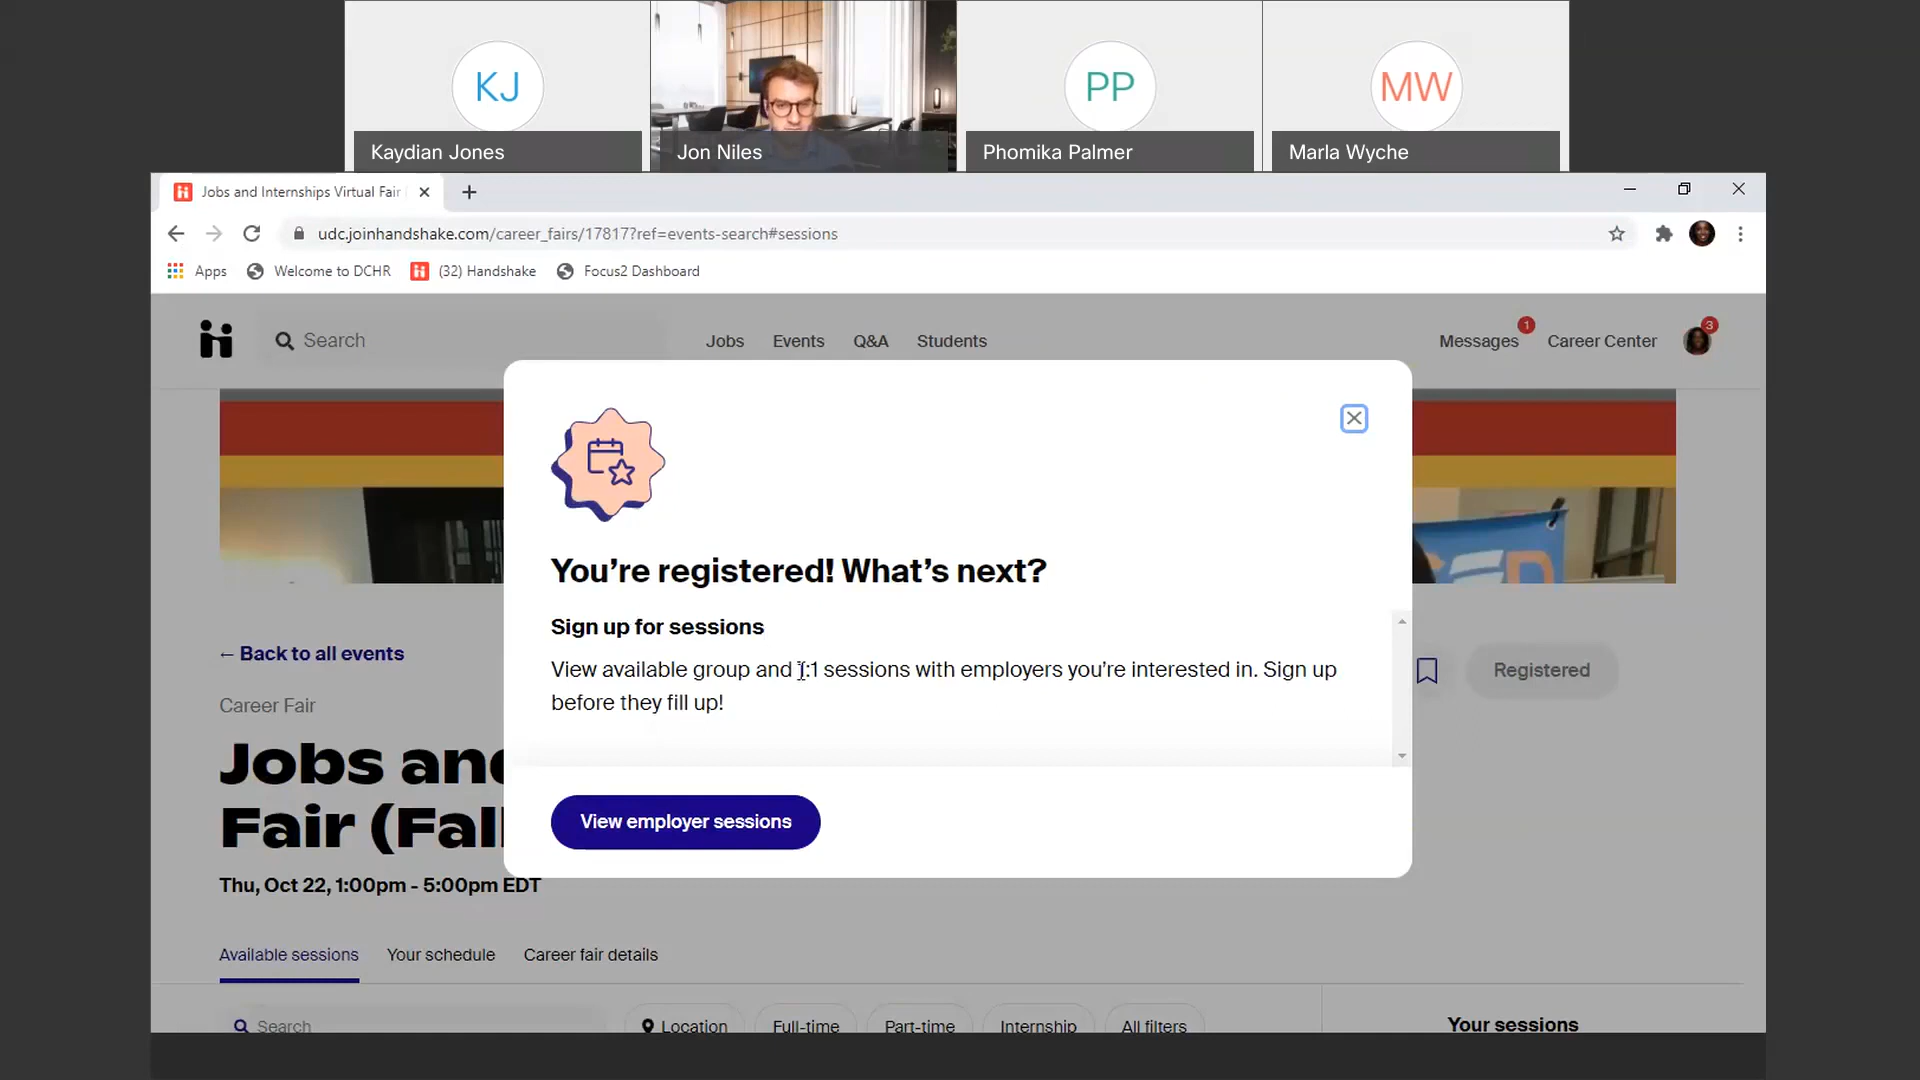 KJ
PP
MW
Kaydian Jones
Jon Niles
Phomika Palmer
Marla Wyche
Jobs and Internships Virtual Fair
udc.joinhandshake.com/career_fairs/17817?ref=events-search#sessions
Apps
Welcome to DCHR
(32) Handshake
Focus2 Dashboard
Search
Jobs
Events
Q&A
Students
Messages
1
Career Center
3
You're registered! What's next?
Sign up for sessions
View available group and 1:1 sessions with employers you're interested in. Sign up
before they fill up!
View employer sessions
← Back to all events
Registered
Career Fair
Jobs and
Fair (Fall
Thu, Oct 22, 1:00pm - 5:00pm EDT
Available sessions
Your schedule
Career fair details
Search
Location
Full-time
Part-time
Internship
All filters
Your sessions